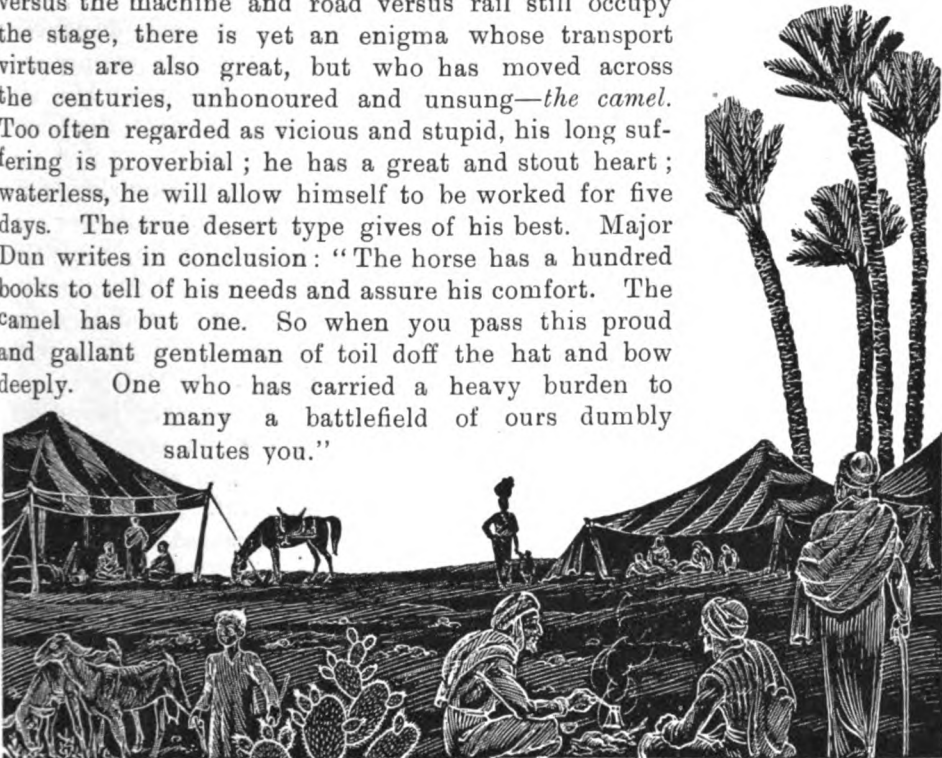 versus the machine and road versus rail still occupy
the stage, there is yet an enigma whose transport
virtues are also great, but who has moved across
the centuries, unhonoured and unsung—the camel.
Too often regarded as vicious and stupid, his long suf-
fering is proverbial ; he has a great and stout heart ;
waterless, he will allow himself to be worked for five
days. The true desert type gives of his best. Major
Dun writes in conclusion : “ The horse has a hundred
books to tell of his needs and assure his comfort. The
camel has but one. So when you pass this proud
and gallant gentleman of toil doff the hat and bow
deeply. One who has carried a heavy burden to
many a battlefield of ours dumbly
salutes you.”